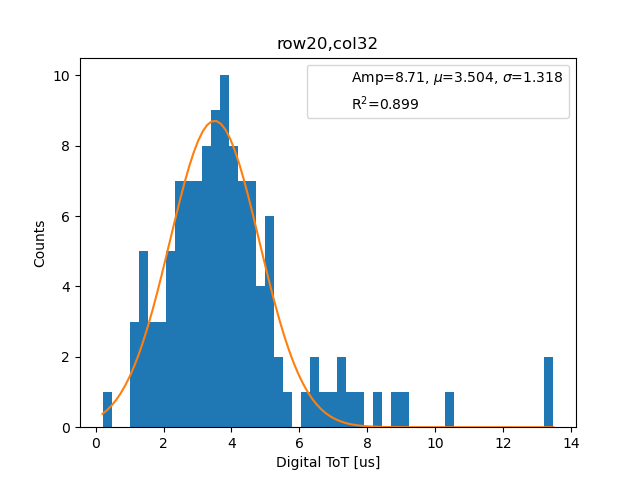 row20,col32
Amp=8.71, μ=3.504, σ=1.318
R²=0.899
Counts
10
8
6
4
2
0
0 2 4 6 8 10 12 14
Digital ToT [us]